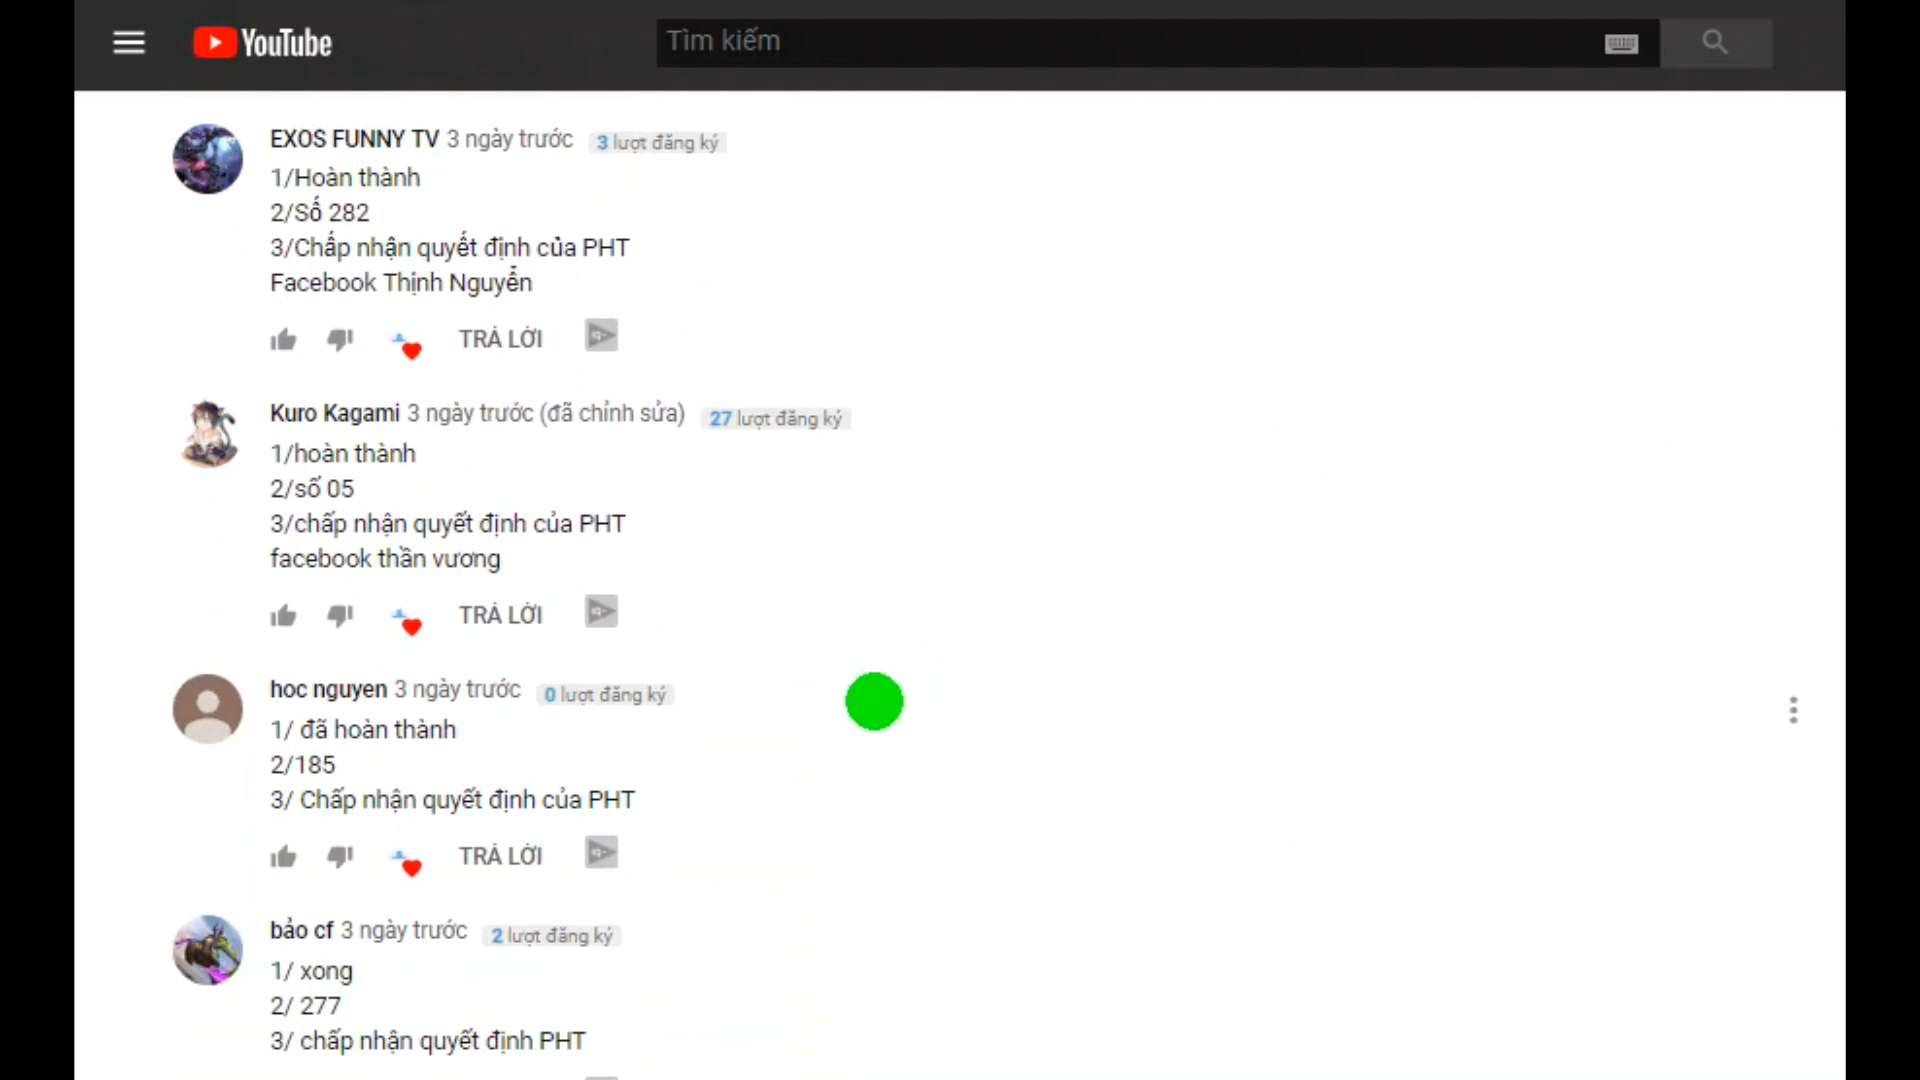 YouTube
Tìm kiếm
EXOS FUNNY TV 3 ngày trước 3 lượt đăng ký
1/Hoàn thành
2/Số 282
3/Chấp nhận quyết định của PHT
Facebook Thịnh Nguyễn
TRẢ LỜI
Kuro Kagami 3 ngày trước (đã chỉnh sửa) 27 lượt đăng ký
1/hoàn thành
2/số 05
3/chấp nhận quyết định của PHT
facebook thần vương
TRẢ LỜI
hoc nguyen 3 ngày trước 0 lượt đăng ký
1/ đã hoàn thành
2/185
3/ Chấp nhận quyết định của PHT
TRẢ LỜI
bảo cf 3 ngày trước 2 lượt đăng ký
1/ xong
2/ 277
3/ chấp nhận quyết định PHT